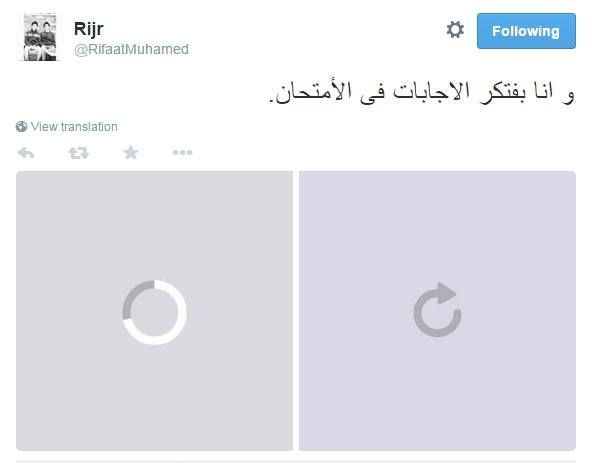 Rijr
@RifaatMuhamed
Following
و انا بفتكر الاجابات فى الأمتحان.
View translation